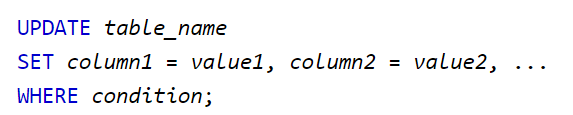 UPDATE table_name
SET column1 = value1, column2 = value2, ...
WHERE condition;